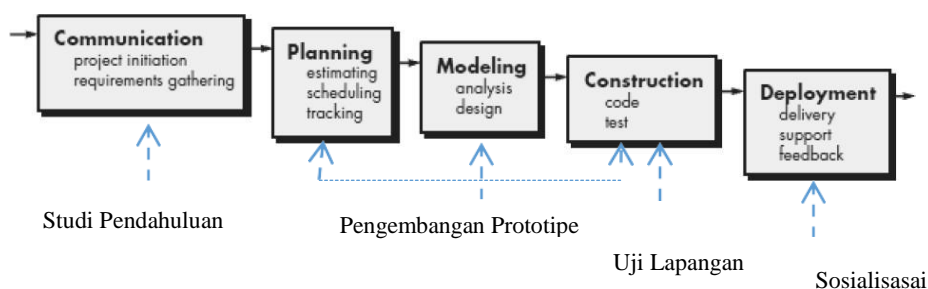 Communication
project initiation
requirements gathering
Planning
estimating
scheduling
tracking
Modeling
analysis
design
Construction
code
test
Deployment
delivery
support
feedback
Studi Pendahuluan
Pengembangan Prototipe
Uji Lapangan
Sosialisasai